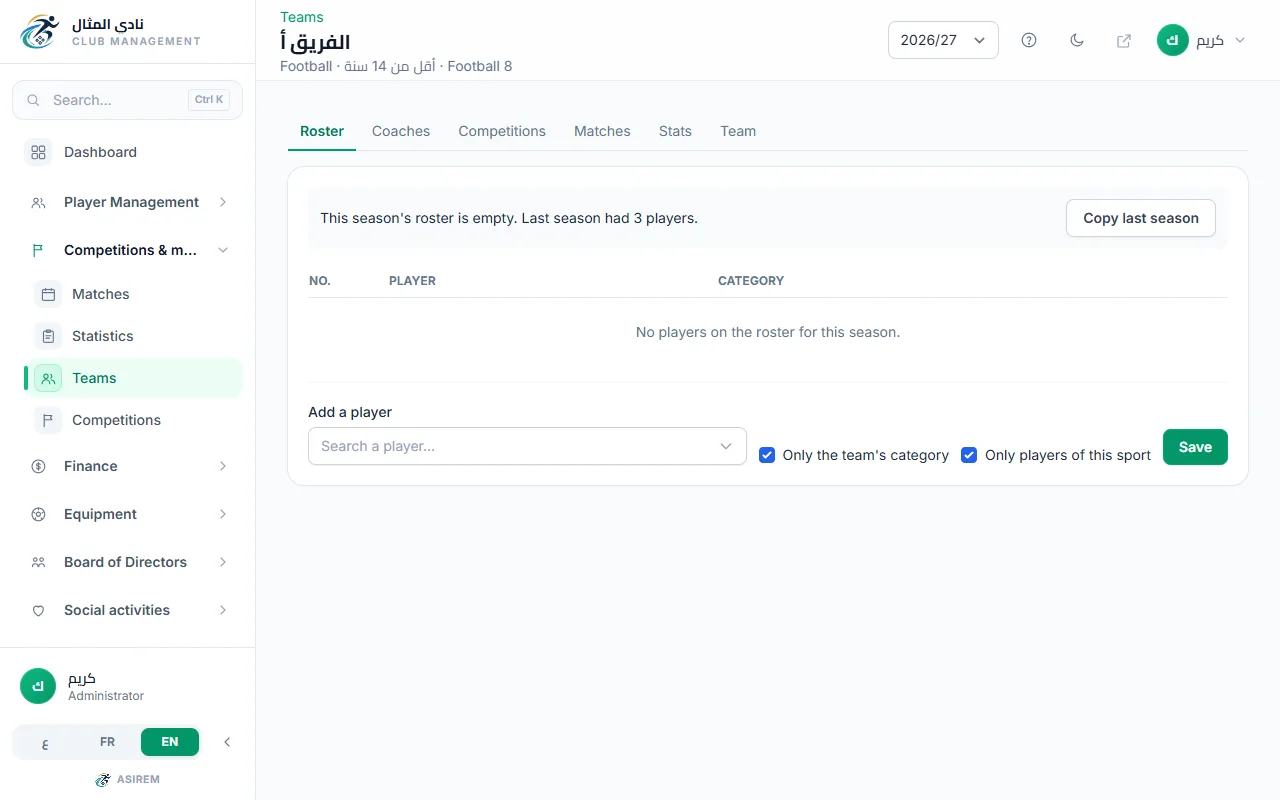 نادي المثال
CLUB MANAGEMENT
Search...
Ctrl K
Dashboard
Player Management
Competitions & m...
Matches
Statistics
Teams
Competitions
Finance
Equipment
Board of Directors
Social activities
كريم
Administrator
ع
FR
EN
ASIREM
Teams
الفريق أ
Football · أقل من 14 سنة · Football 8
2026/27
ك
كريم
Roster
Coaches
Competitions
Matches
Stats
Team
This season's roster is empty. Last season had 3 players.
Copy last season
NO.
PLAYER
CATEGORY
No players on the roster for this season.
Add a player
Search a player...
Only the team's category
Only players of this sport
Save
ك